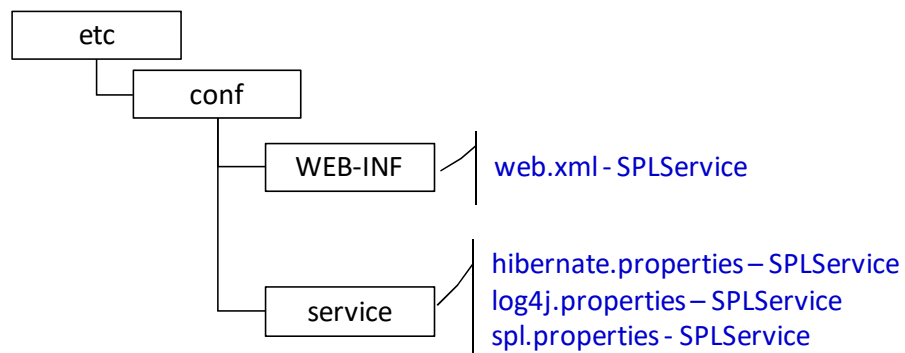 etc
conf
WEB-INF
web.xml - SPLService
hibernate.properties – SPLService
log4j.properties – SPLService
service
spl.properties - SPLService